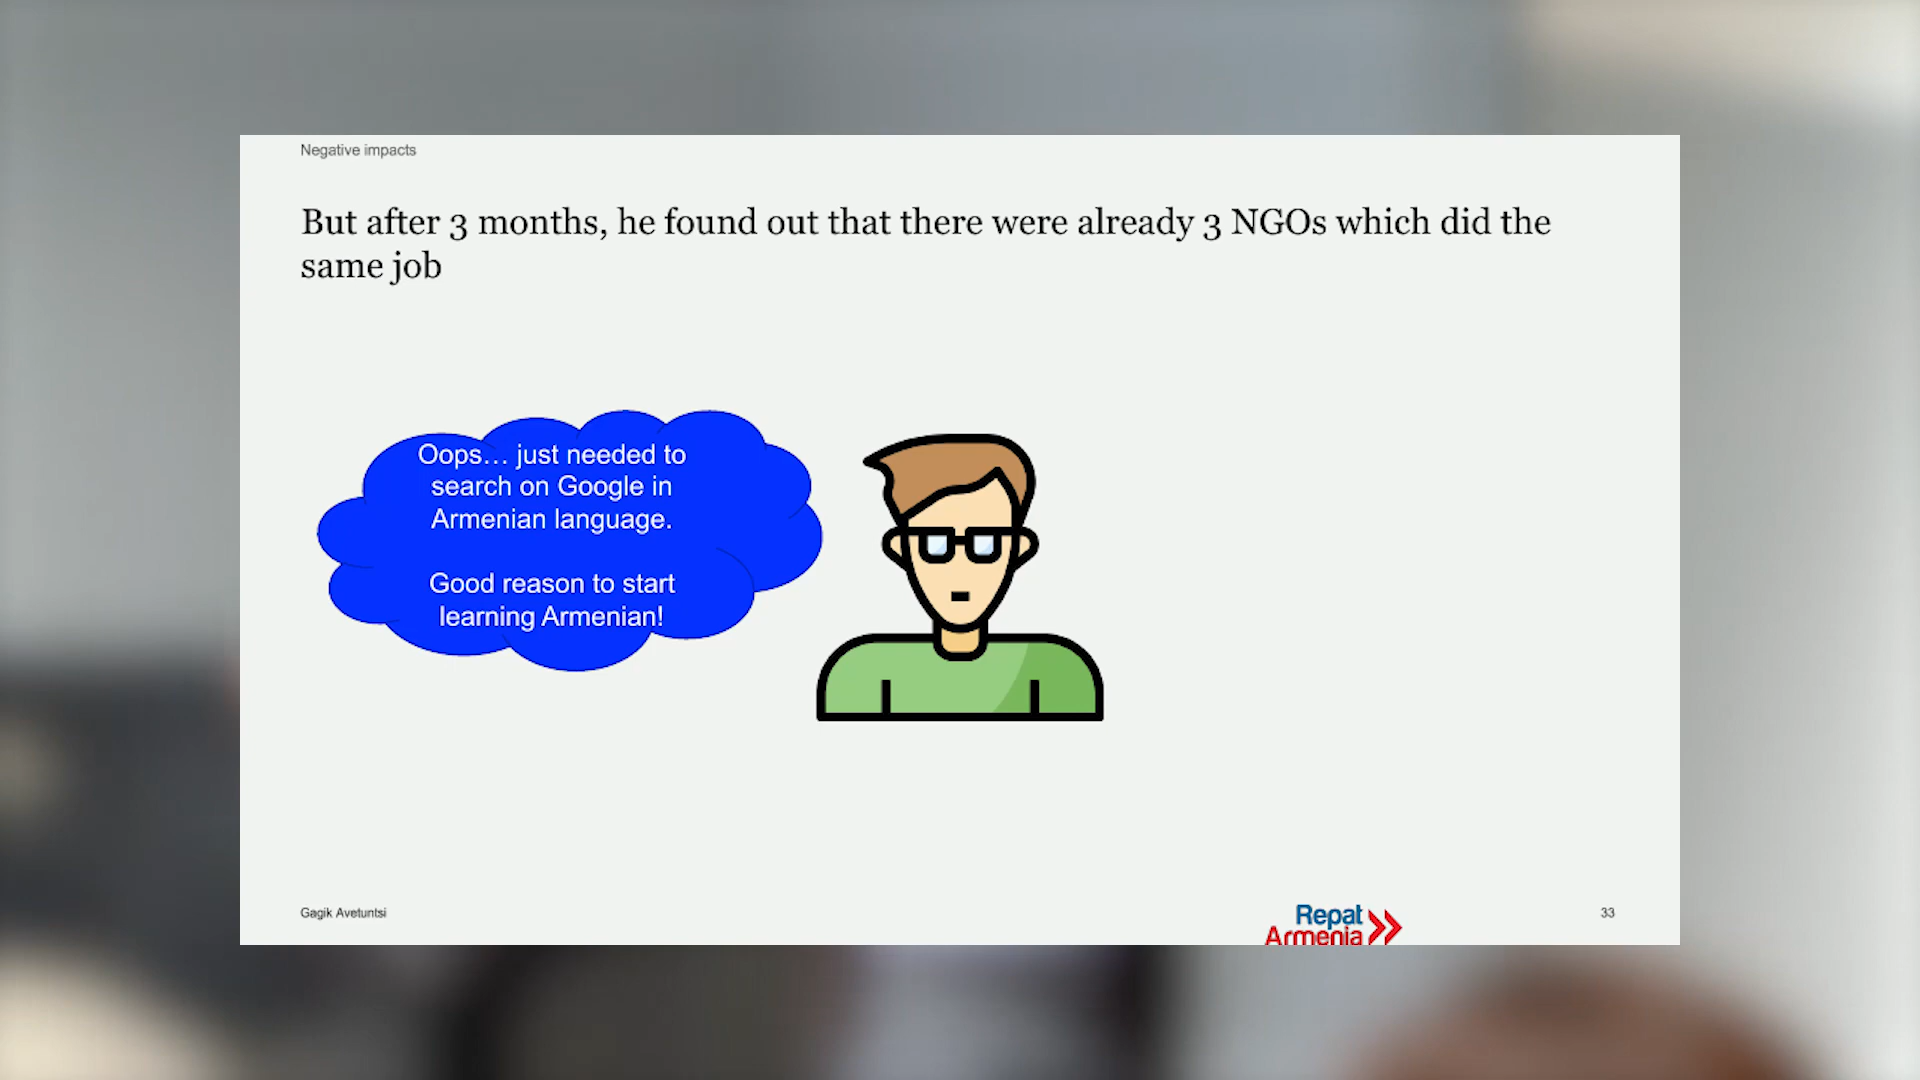 Negative impacts
But after 3 months, he found out that there were already 3 NGOs which did the
same job
Oops… just needed to
search on Google in
Armenian language.
Good reason to start
learning Armenian!
Gagik Avetuntsi
Repat
Armenia
33